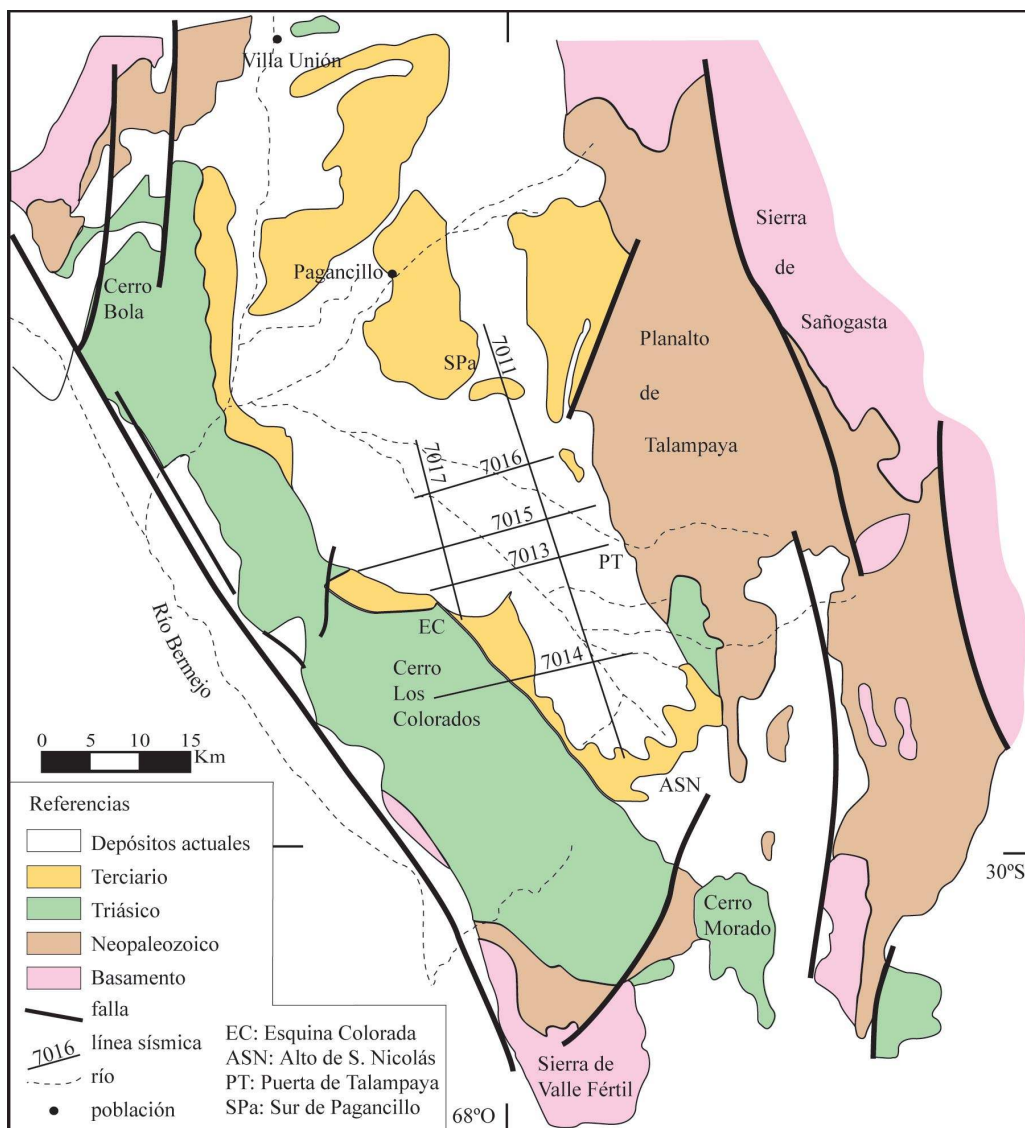 Villa Unión
Sierra
de
Sañogasta
Pagancillo
Cerro
Bola
Planalto
de
Talampaya
SPa
7011
7017
7016
7015
7013
PT
EC
7014
Cerro
Los
Colorados
Río Bermejo
0 5 10 15
Km
ASN
30ºS
Cerro
Morado
Referencias
Depósitos actuales
Terciario
Triásico
Neopaleozoico
Basamento
falla
7016 línea sísmica
río
población
EC: Esquina Colorada
ASN: Alto de S. Nicolás
PT: Puerta de Talampaya
SPa: Sur de Pagancillo
Sierra de
Valle Fértil
68ºO